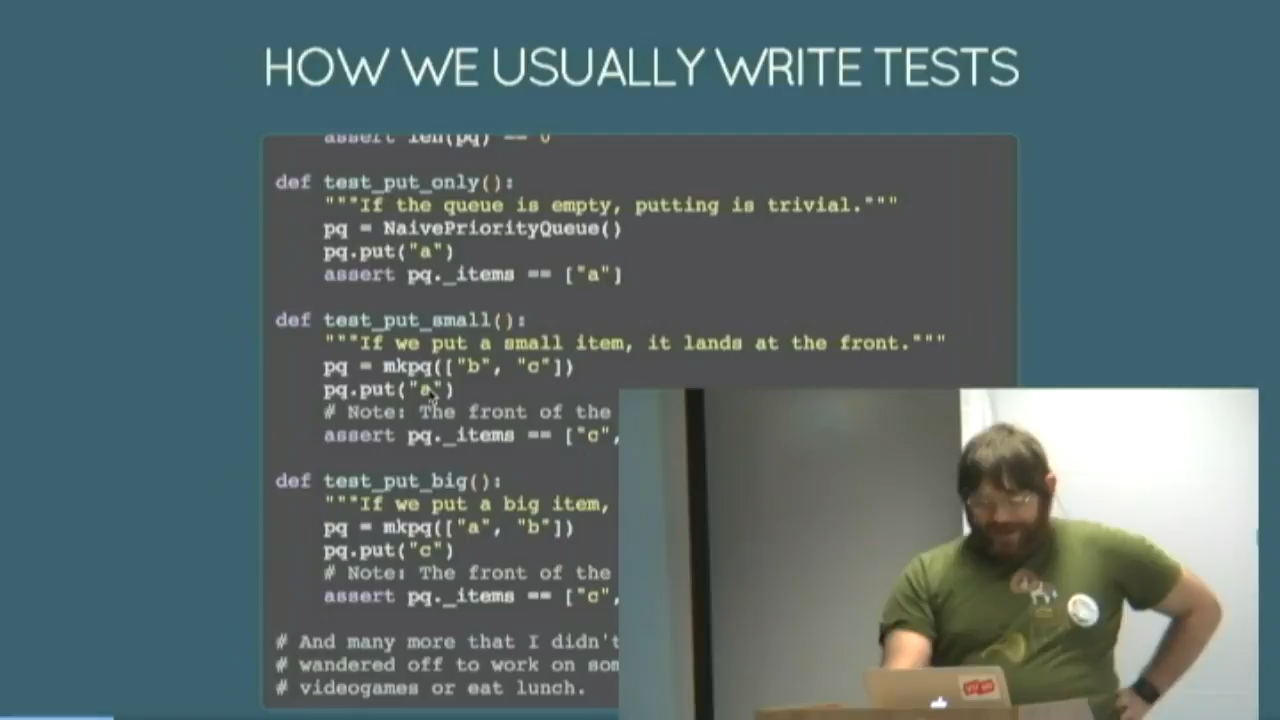 HOW WE USUALLY WRITE TESTS
assert len(pq) == 0
def test_put_only():
"""If the queue is empty, putting is trivial."""
pq = NaivePriorityQueue()
pq.put("a")
assert pq._items == ["a"]
def test_put_small():
"""If we put a small item, it lands at the front."""
pq = mkpq(["b", "c"])
pq.put("a")
# Note: The front of the
assert pq._items == ["c",
def test_put_big():
"""If we put a big item,
pq = mkpq(["a", "b"])
pq.put("c")
# Note: The front of the
assert pq._items == ["c",
# And many more that I didn't
# wandered off to work on som
# videogames or eat lunch.